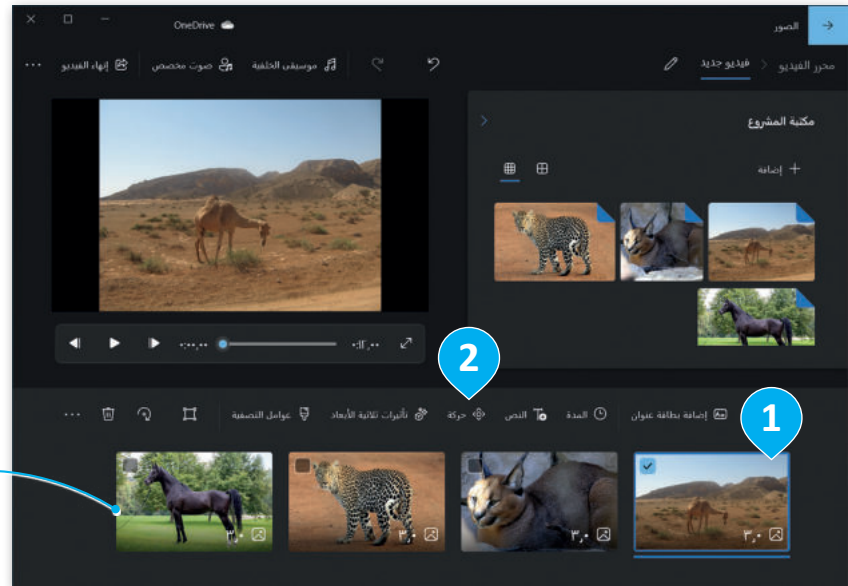 الصور
OneDrive
محرر الفيديو
فيديو جديد
موسيقى الخلفية
صوت مخصص
إنهاء الفيديو
مكتبة المشروع
+ إضافة
٠:٠٠,٠٠
٠:١٢,٠٠
2
1
إضافة بطاقة عنوان
المدة
النص
حركة
تأثيرات ثلاثية الأبعاد
عوامل التصفية
٣,٠
٣,٠
٣,٠
٣,٠